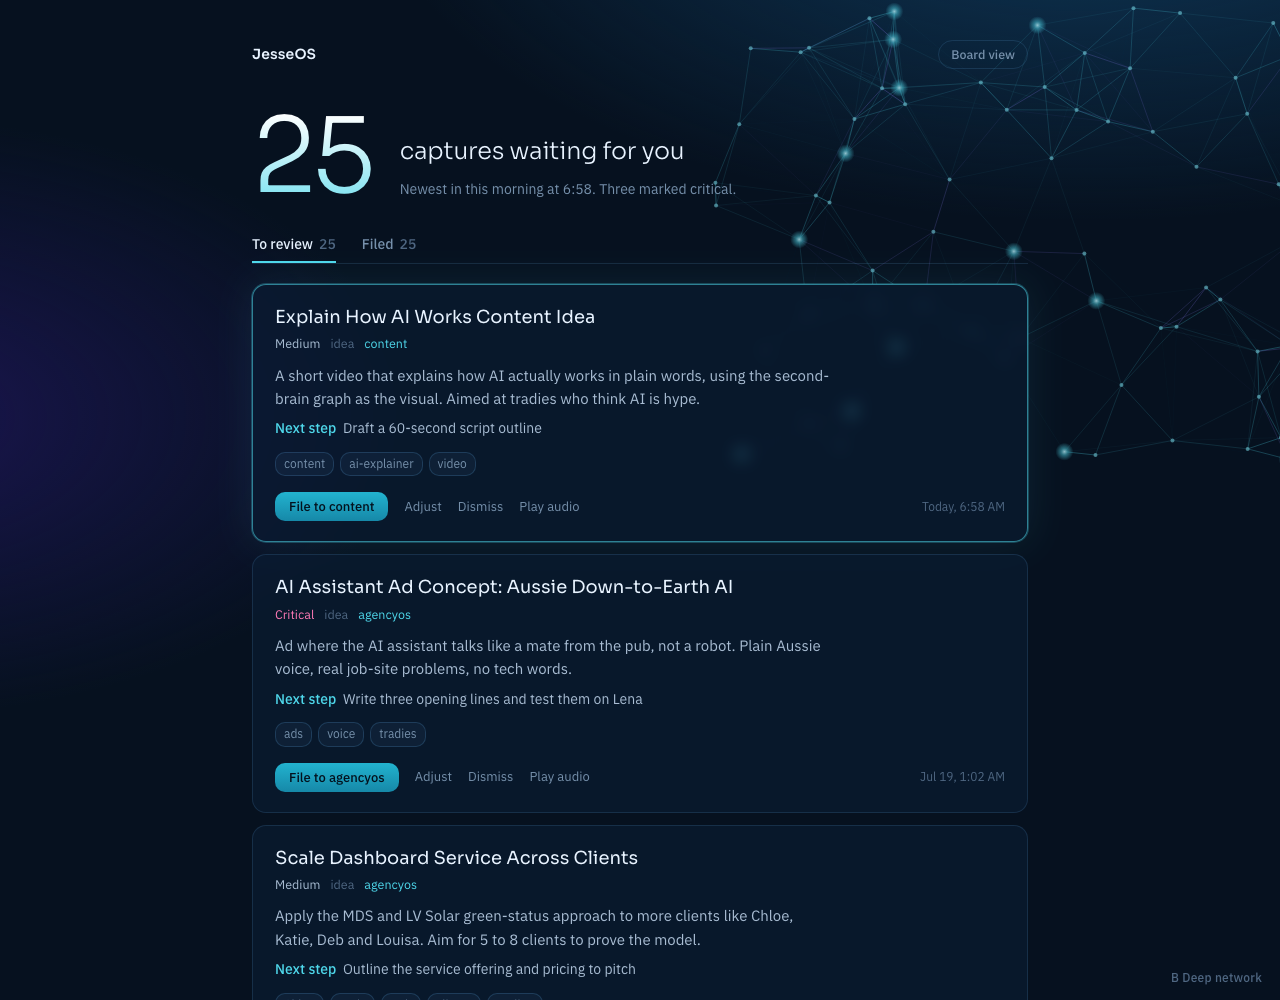 JesseOS
Board view
25
captures waiting for you
Newest in this morning at 6:58. Three marked critical.
To review 25 Filed 25
Explain How AI Works Content Idea
Medium idea content
A short video that explains how AI actually works in plain words, using the second-
brain graph as the visual. Aimed at tradies who think AI is hype.
Next step Draft a 60-second script outline
content ai-explainer video
File to content Adjust Dismiss Play audio Today, 6:58 AM
AI Assistant Ad Concept: Aussie Down-to-Earth AI
Critical idea agencyos
Ad where the AI assistant talks like a mate from the pub, not a robot. Plain Aussie
voice, real job-site problems, no tech words.
Next step Write three opening lines and test them on Lena
ads voice tradies
File to agencyos Adjust Dismiss Play audio Jul 19, 1:02 AM
Scale Dashboard Service Across Clients
Medium idea agencyos
Apply the MDS and LV Solar green-status approach to more clients like Chloe,
Katie, Deb and Louisa. Aim for 5 to 8 clients to prove the model.
Next step Outline the service offering and pricing to pitch
B Deep network